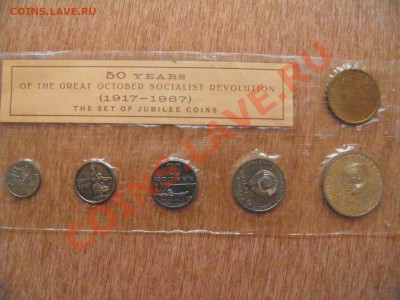 COINS.LAVE.RU
50 YEARS
OF THE GREAT OCTOBER SOCIALIST REVOLUTION
(1917-1967)
THE SET OF JUBILEE COINS
COINS.LAVE.RU